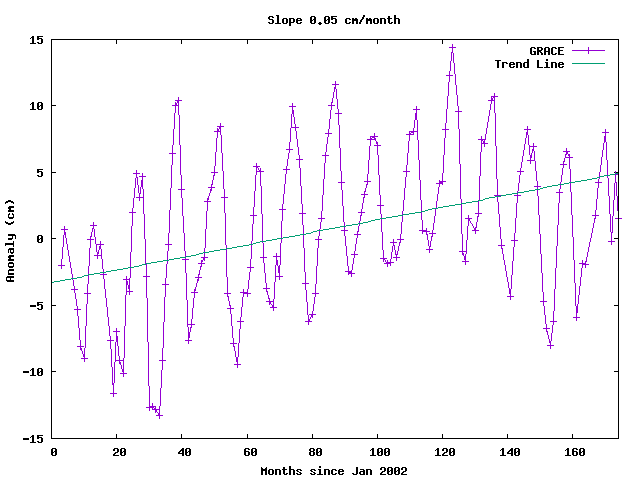 Slope 0.05 cm/month
GRACE
Trend Line
15
10
5
0
-5
-10
-15
Anomaly (cm)
0 20 40 60 80 100 120 140 160
Months since Jan 2002